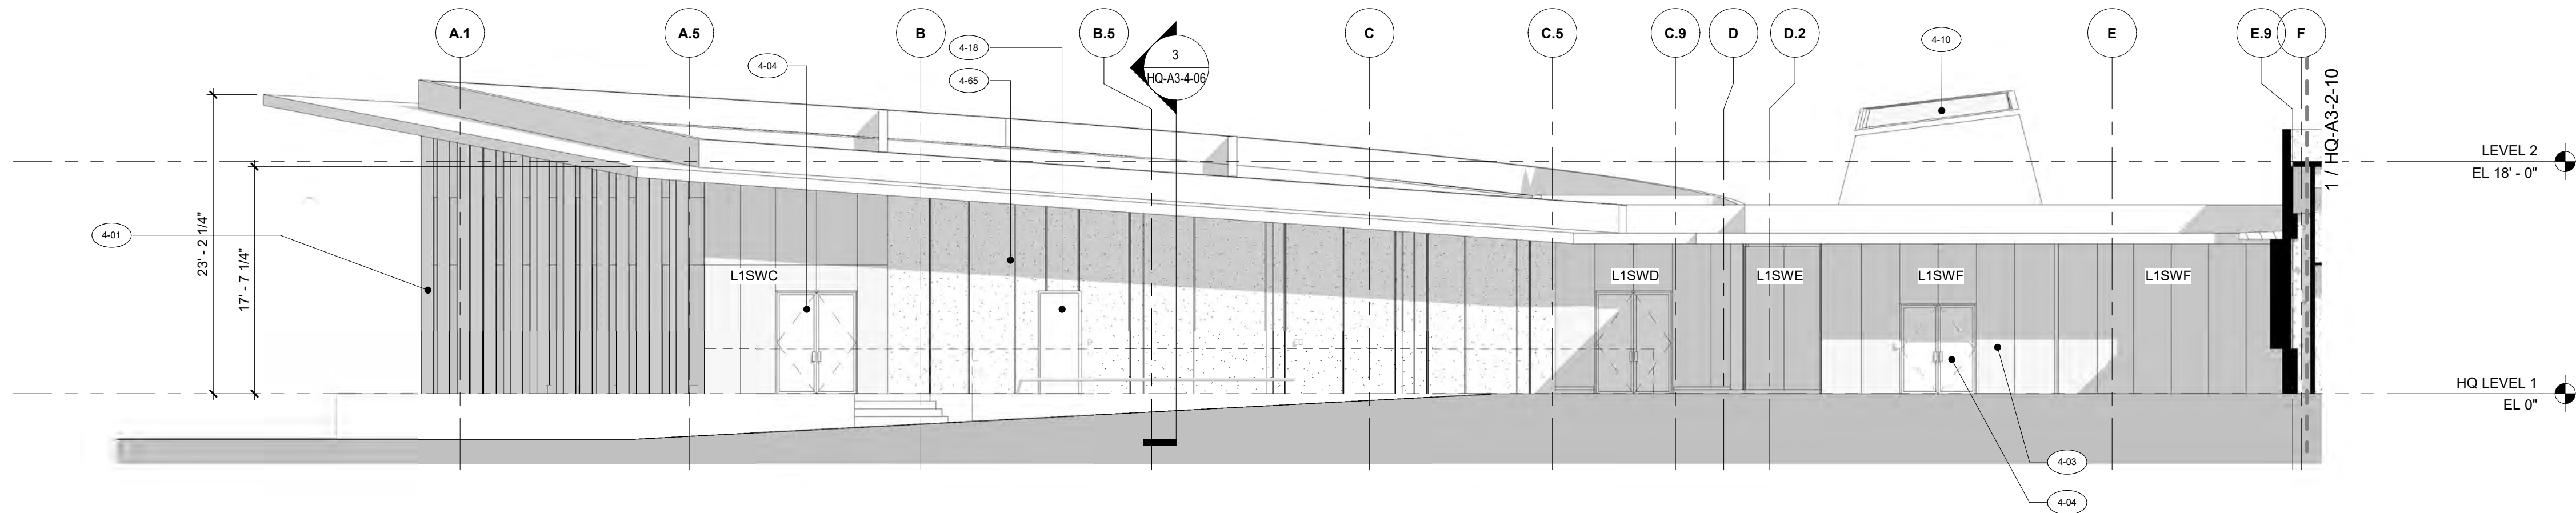 A.1
A.5
B
B.5
C
C.5
C.9
D
D.2
E
E.9
F
4-04
4-18
4-65
3
HQ-A3-4-06
4-10
1 / HQ-A3-2-10
LEVEL 2
EL 18' - 0"
4-01
23' - 2 1/4"
17' - 7 1/4"
L1SWC
L1SWD
L1SWE
L1SWF
L1SWF
HQ LEVEL 1
EL 0"
4-03
4-04